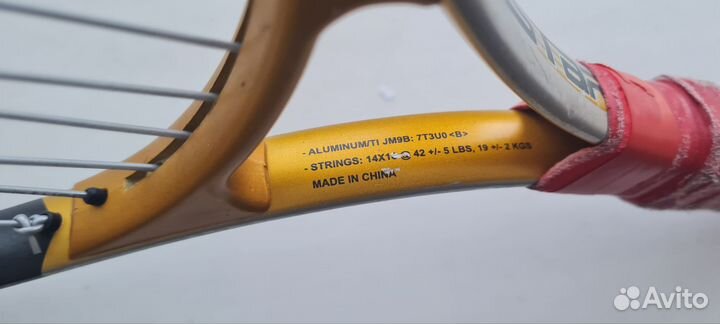 - ALUMINUM/TI JM9B: 7T3U0 <B>
- STRINGS: 42 +/- 5 LBS, 19 +/- 2 KGS
MADE IN CHINA
Avito